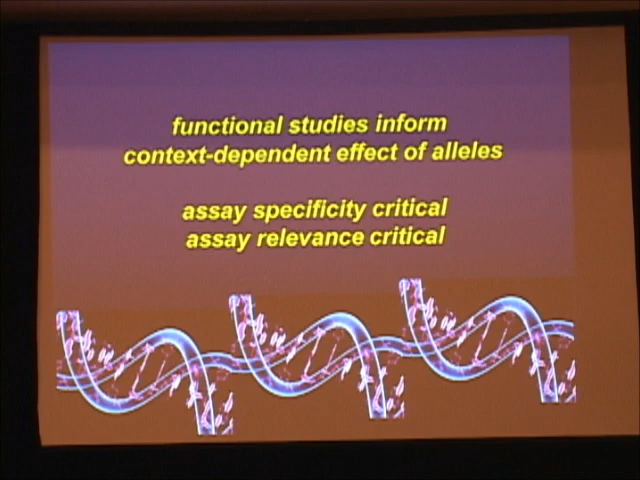 functional studies inform
context-dependent effect of alleles
assay specificity critical
assay relevance critical